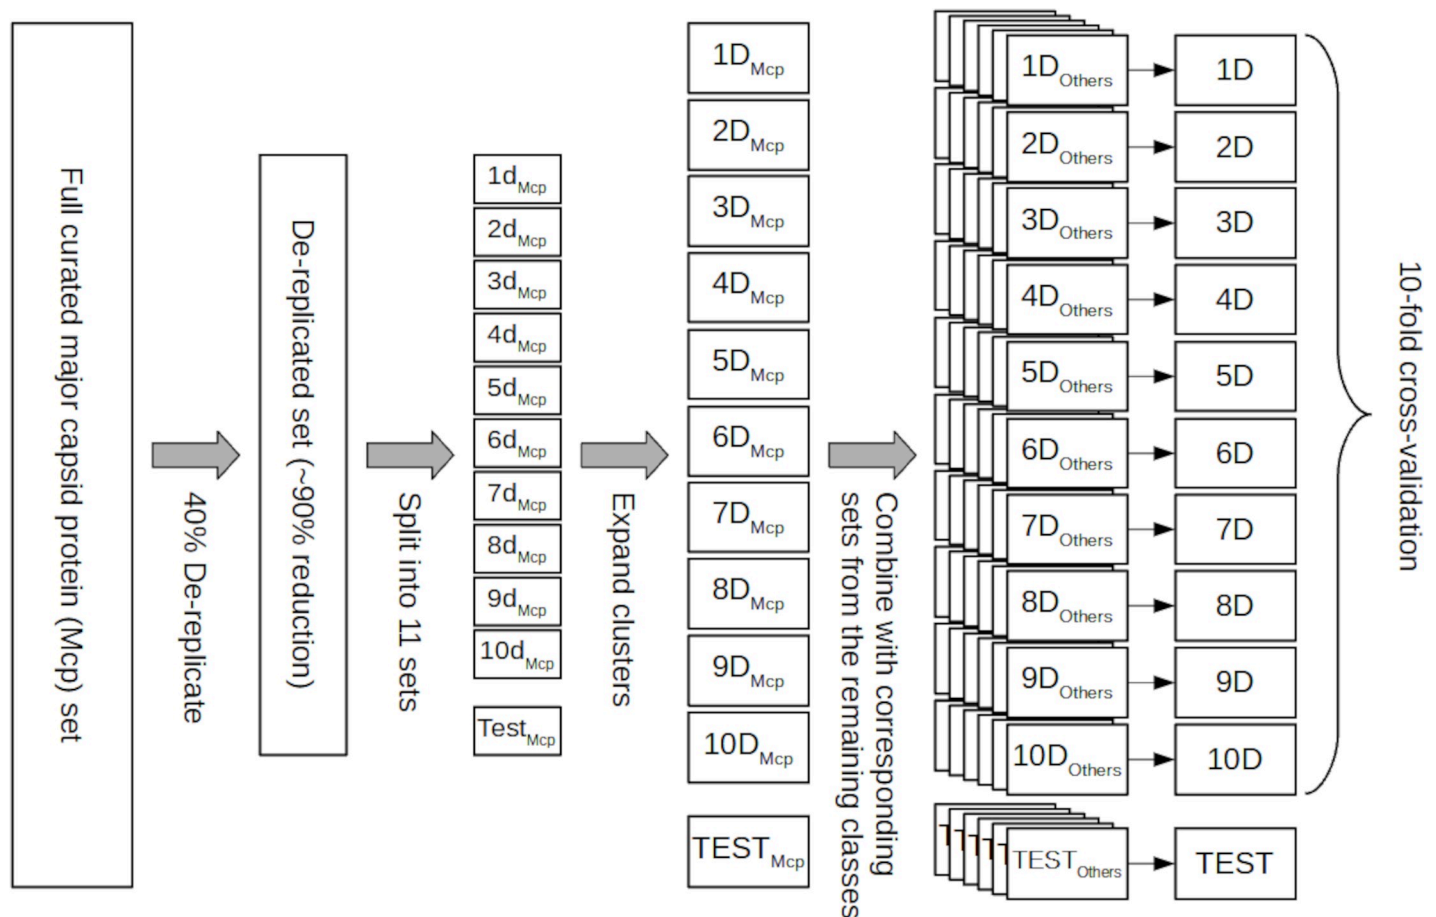 Full curated major capsid protein (Mcp) set
40% De-replicate
De-replicated set (~90% reduction)
Split into 11 sets
1dMcp
2dMcp
3dMcp
4dMcp
5dMcp
6dMcp
7dMcp
8dMcp
9dMcp
10dMcp
TestMcp
Expand clusters
1DMcp
2DMcp
3DMcp
4DMcp
5DMcp
6DMcp
7DMcp
8DMcp
9DMcp
10DMcp
TESTMcp
Combine with corresponding
sets from the remaining classes
1DOthers
2DOthers
3DOthers
4DOthers
5DOthers
6DOthers
7DOthers
8DOthers
9DOthers
10DOthers
TESTOthers
1D
2D
3D
4D
5D
6D
7D
8D
9D
10D
TEST
10-fold cross-validation